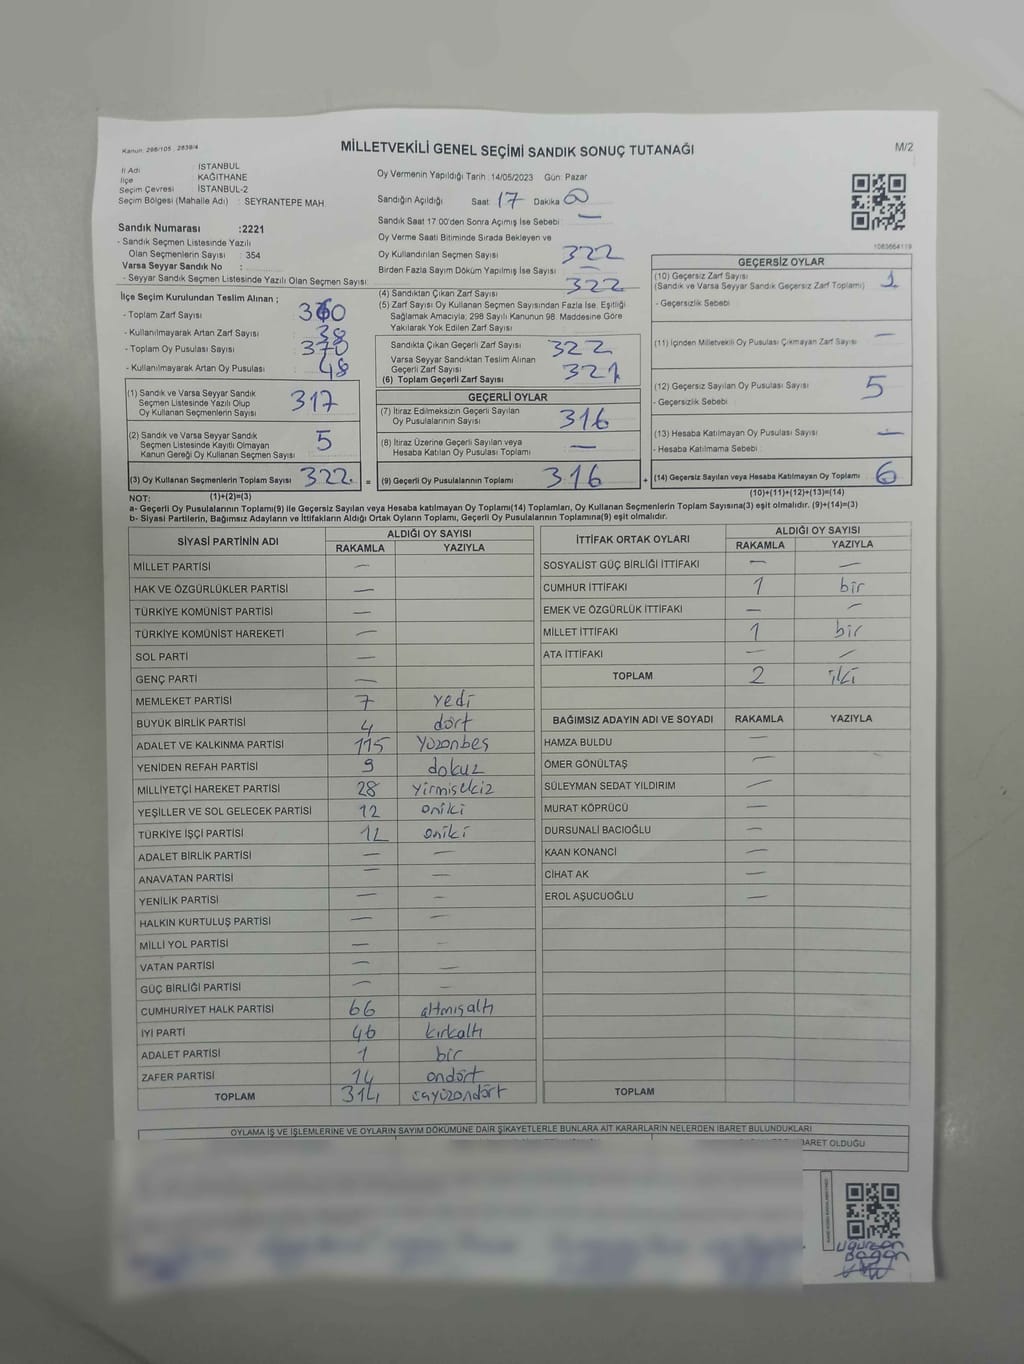 Kanun: 298/105 , 2839/4
MİLLETVEKİLİ GENEL SEÇİMİ SANDIK SONUÇ TUTANAĞI
M/2
İl Adı İSTANBUL
İlçe KAĞITHANE
Seçim Çevresi İSTANBUL-2
Seçim Bölgesi (Mahalle Adı) : SEYRANTEPE MAH.
Sandık Numarası :2221
- Sandık Seçmen Listesinde Yazılı
Olan Seçmenlerin Sayısı : 354
Varsa Seyyar Sandık No :
- Seyyar Sandık Seçmen Listesinde Yazılı Olan Seçmen Sayısı:
İlçe Seçim Kurulundan Teslim Alınan ;
- Toplam Zarf Sayısı : 360
- Kullanılmayarak Artan Zarf Sayısı : 38
- Toplam Oy Pusulası Sayısı : 370
- Kullanılmayarak Artan Oy Pusulası : 48
(1) Sandık ve Varsa Seyyar Sandık
Seçmen Listesinde Yazılı Olup
Oy Kullanan Seçmenlerin Sayısı 317
(2) Sandık ve Varsa Seyyar Sandık
Seçmen Listesinde Kayıtlı Olmayan
Kanun Gereği Oy Kullanan Seçmen Sayısı 5
(3) Oy Kullanan Seçmenlerin Toplam Sayısı 322
Oy Vermenin Yapıldığı Tarih :14/05/2023 Gün: Pazar
Sandığın Açıldığı Saat 17 Dakika 00
Sandık Saat 17.00'den Sonra Açılmış İse Sebebi : —
Oy Verme Saati Bitiminde Sırada Bekleyen ve
Oy Kullandırılan Seçmen Sayısı 322
Birden Fazla Sayım Döküm Yapılmış İse Sayısı : —
(4) Sandıktan Çıkan Zarf Sayısı 322
(5) Zarf Sayısı Oy Kullanan Seçmen Sayısından Fazla İse, Eşitliği
Sağlamak Amacıyla, 298 Sayılı Kanunun 98. Maddesine Göre
Yakılarak Yok Edilen Zarf Sayısı :
Sandıkta Çıkan Geçerli Zarf Sayısı 322
Varsa Seyyar Sandıktan Teslim Alınan
Geçerli Zarf Sayısı
(6) Toplam Geçerli Zarf Sayısı 321
GEÇERLİ OYLAR
(7) İtiraz Edilmeksizin Geçerli Sayılan
Oy Pusulalarının Sayısı 316
(8) İtiraz Üzerine Geçerli Sayılan veya
Hesaba Katılan Oy Pusulası Toplamı —
= (9) Geçerli Oy Pusulalarının Toplamı 316
1083664119
GEÇERSİZ OYLAR
(10) Geçersiz Zarf Sayısı 1
(Sandık ve Varsa Seyyar Sandık Geçersiz Zarf Toplamı)
- Geçersizlik Sebebi :
(11) İçinden Milletvekili Oy Pusulası Çıkmayan Zarf Sayısı —
(12) Geçersiz Sayılan Oy Pusulası Sayısı 5
- Geçersizlik Sebebi :
(13) Hesaba Katılmayan Oy Pusulası Sayısı —
- Hesaba Katılmama Sebebi :
+ (14) Geçersiz Sayılan veya Hesaba Katılmayan Oy Toplamı 6
NOT: (1)+(2)=(3) (10)+(11)+(12)+(13)=(14)
a- Geçerli Oy Pusulalarının Toplamı(9) ile Geçersiz Sayılan veya Hesaba katılmayan Oy Toplamı(14) Toplamları, Oy Kullanan Seçmenlerin Toplam Sayısına(3) eşit olmalıdır. (9)+(14)=(3)
b- Siyasi Partilerin, Bağımsız Adayların ve İttifakların Aldığı Ortak Oyların Toplamı, Geçerli Oy Pusulalarının Toplamına(9) eşit olmalıdır.
SİYASİ PARTİNİN ADI ALDIĞI OY SAYISI
RAKAMLA YAZIYLA
MİLLET PARTİSİ —
HAK VE ÖZGÜRLÜKLER PARTİSİ —
TÜRKİYE KOMÜNİST PARTİSİ —
TÜRKİYE KOMÜNİST HAREKETİ —
SOL PARTİ —
GENÇ PARTİ —
MEMLEKET PARTİSİ 7 yedi
BÜYÜK BİRLİK PARTİSİ 4 dört
ADALET VE KALKINMA PARTİSİ 115 Yüzonbeş
YENİDEN REFAH PARTİSİ 9 dokuz
MİLLİYETÇİ HAREKET PARTİSİ 28 yirmisekiz
YEŞİLLER VE SOL GELECEK PARTİSİ 12 oniki
TÜRKİYE İŞÇİ PARTİSİ 12 oniki
ADALET BİRLİK PARTİSİ — —
ANAVATAN PARTİSİ — —
YENİLİK PARTİSİ — —
HALKIN KURTULUŞ PARTİSİ — —
MİLLİ YOL PARTİSİ — —
VATAN PARTİSİ — —
GÜÇ BİRLİĞİ PARTİSİ — —
CUMHURİYET HALK PARTİSİ 66 altmışaltı
İYİ PARTİ 46 kırkaltı
ADALET PARTİSİ 1 bir
ZAFER PARTİSİ 14 ondört
TOPLAM 314 üçyüzondört
İTTİFAK ORTAK OYLARI ALDIĞI OY SAYISI
RAKAMLA YAZIYLA
SOSYALİST GÜÇ BİRLİĞİ İTTİFAKI — —
CUMHUR İTTİFAKI 1 bir
EMEK VE ÖZGÜRLÜK İTTİFAKI — —
MİLLET İTTİFAKI 1 bir
ATA İTTİFAKI — —
TOPLAM 2 iki
BAĞIMSIZ ADAYIN ADI VE SOYADI RAKAMLA YAZIYLA
HAMZA BULDU —
ÖMER GÖNÜLTAŞ —
SÜLEYMAN SEDAT YILDIRIM —
MURAT KÖPRÜCÜ —
DURSUNALİ BACIOĞLU —
KAAN KONANCİ —
CİHAT AK —
EROL AŞUCUOĞLU —
TOPLAM
OYLAMA İŞ VE İŞLEMLERİNE VE OYLARIN SAYIM DÖKÜMÜNE DAİR ŞİKAYETLERLE BUNLARA AİT KARARLARIN NELERDEN İBARET BULUNDUKLARI
İBARET OLDUĞU